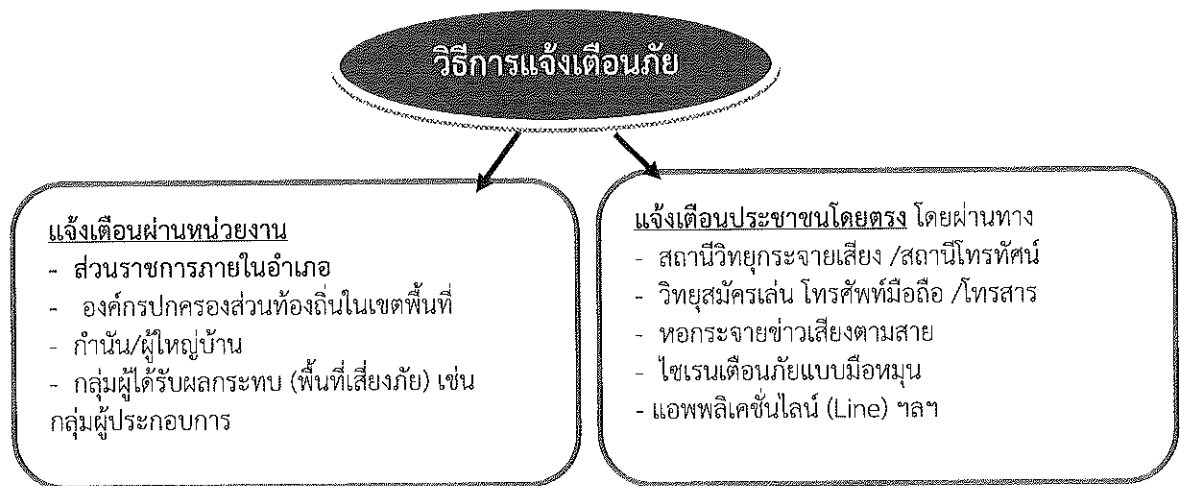 วิธีการแจ้งเตือนภัย
แจ้งเตือนผ่านหน่วยงาน
- ส่วนราชการภายในอำเภอ
- องค์กรปกครองส่วนท้องถิ่นในเขตพื้นที่
- กำนัน/ผู้ใหญ่บ้าน
- กลุ่มผู้ได้รับผลกระทบ (พื้นที่เสี่ยงภัย) เช่น
กลุ่มผู้ประกอบการ
แจ้งเตือนประชาชนโดยตรง โดยผ่านทาง
- สถานีวิทยุกระจายเสียง /สถานีโทรทัศน์
- วิทยุสมัครเล่น โทรศัพท์มือถือ /โทรสาร
- หอกระจายข่าวเสียงตามสาย
- ไซเรนเตือนภัยแบบมือหมุน
- แอพพลิเคชั่นไลน์ (Line) ฯลฯ